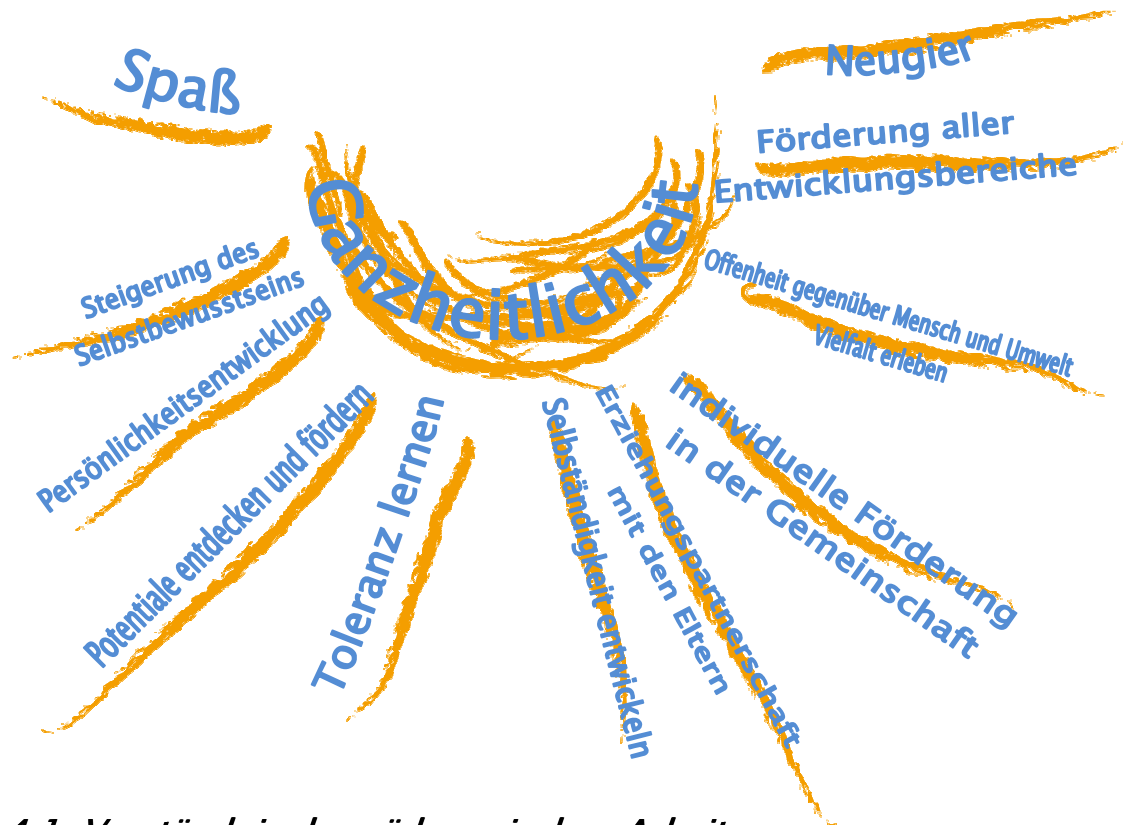 Spaß
Neugier
Förderung aller
Entwicklungsbereiche
Ganzheitlichkeit
Steigerung des
Selbstbewusstseins
Offenheit gegenüber Mensch und Umwelt
Vielfalt erleben
Persönlichkeitsentwicklung
Potentiale entdecken und fördern
Toleranz lernen
Selbständigkeit entwickeln
Erziehungspartnerschaft
mit den Eltern
individuelle Förderung
in der Gemeinschaft